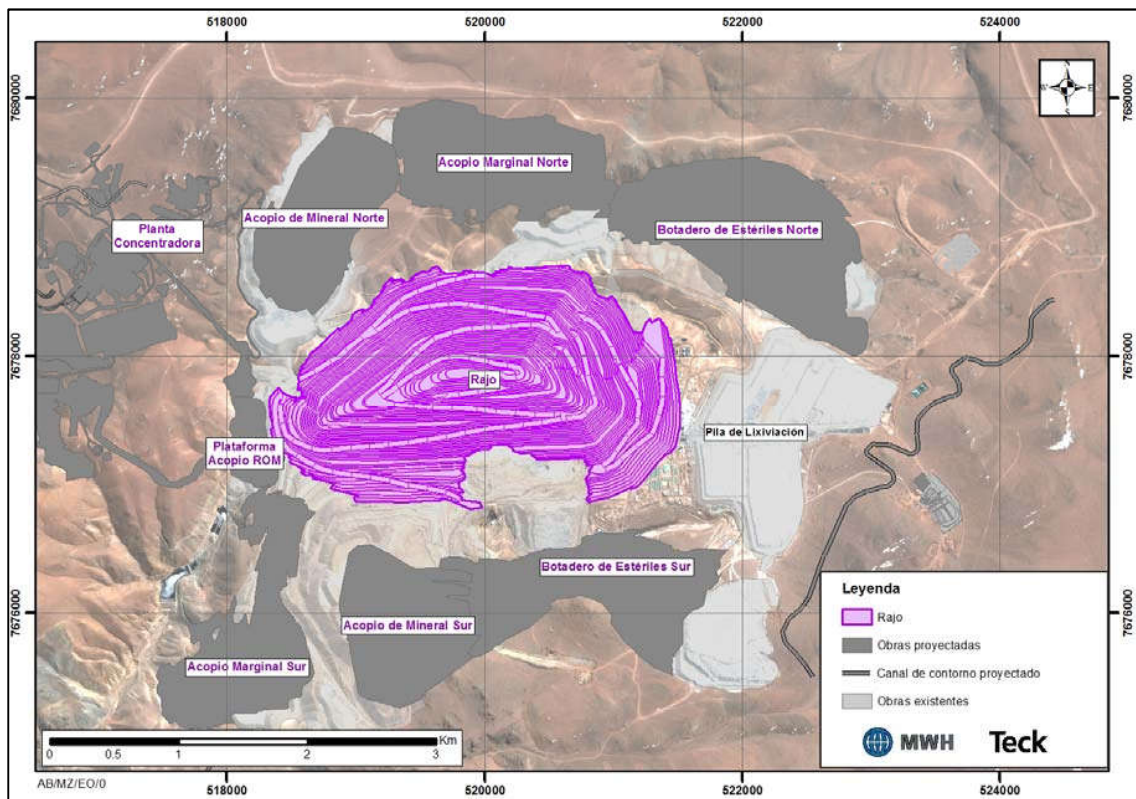 518000 520000 522000 524000
7680000 7680000
N
W E
S
Acopio Marginal Norte
Acopio de Mineral Norte
Planta
Concentradora
Botadero de Estériles Norte
7678000 7678000
Rajo
Pila de Lixiviación
Plataforma
Acopio ROM
Botadero de Estériles Sur
Acopio de Mineral Sur
Acopio Marginal Sur
7676000 7676000
Leyenda
Rajo
Obras proyectadas
Canal de contorno proyectado
Obras existentes
MWH Teck
Km
0 0.5 1 2 3
AB/MZ/EO/0
518000 520000 522000 524000